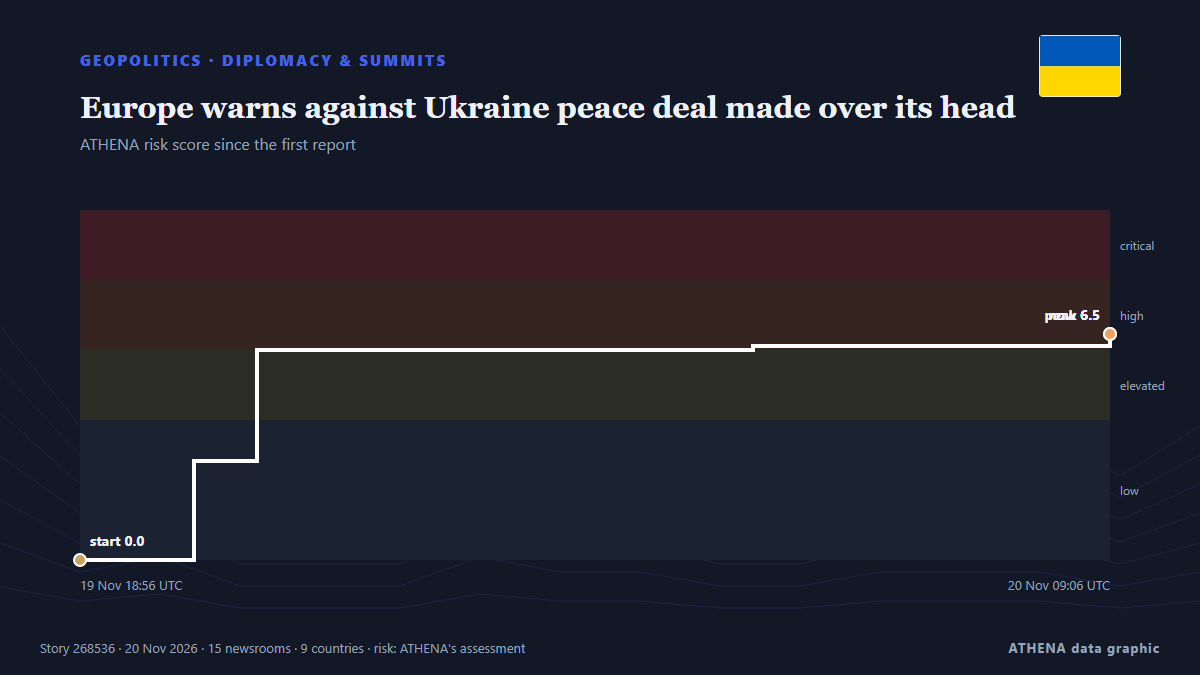 GEOPOLITICS · DIPLOMACY & SUMMITS
Europe warns against Ukraine peace deal made over its head
ATHENA risk score since the first report
critical
peak 6.5
high
elevated
low
start 0.0
19 Nov 18:56 UTC
20 Nov 09:06 UTC
Story 268536 · 20 Nov 2026 · 15 newsrooms · 9 countries · risk: ATHENA's assessment
ATHENA data graphic